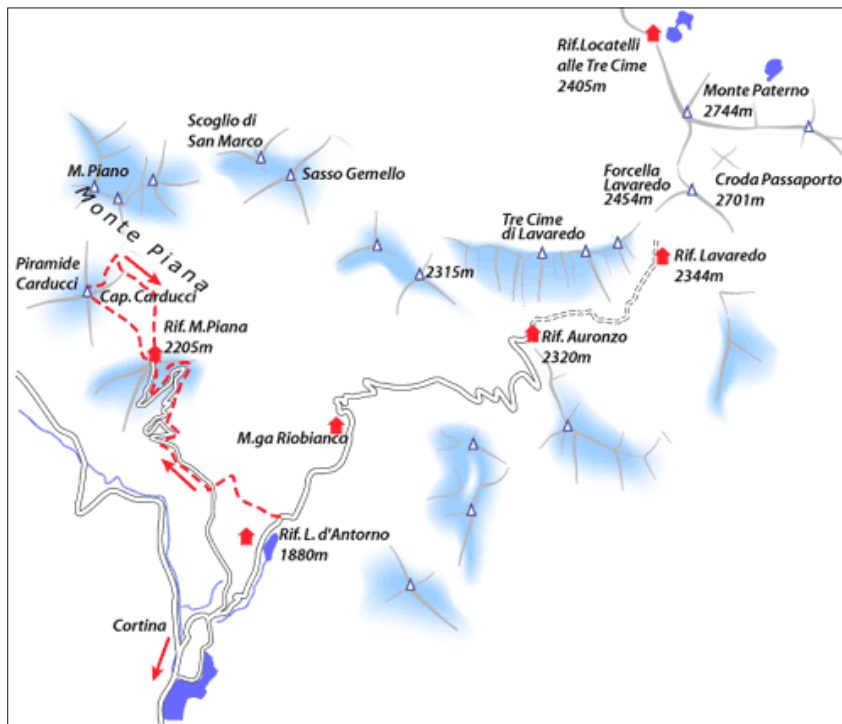 Rif.Locatelli
alle Tre Cime
2405m
Monte Paterno
2744m
Scoglio di
San Marco
M. Piano
Sasso Gemello
Forcella
Lavaredo
2454m
Croda Passaporto
2701m
Monte Piana
Tre Cime
di Lavaredo
Piramide
Carducci
2315m
Rif. Lavaredo
2344m
Cap. Carducci
Rif. M.Piana
2205m
Rif. Auronzo
2320m
M.ga Riobianco
Rif. L. d'Antorno
1880m
Cortina